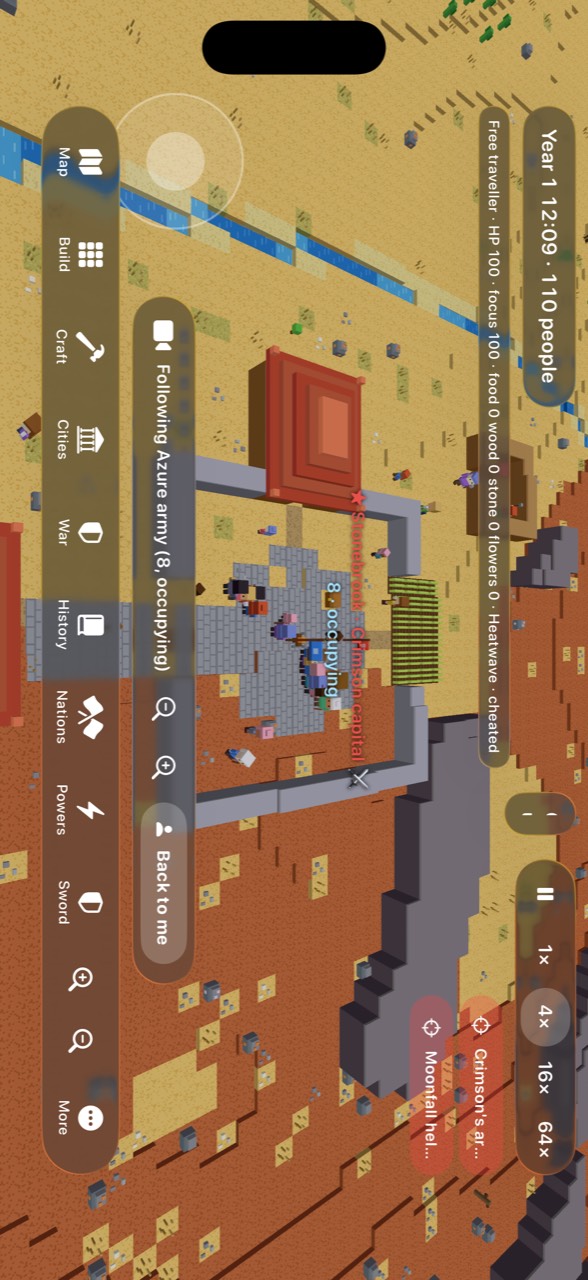 Year 1 12:09 · 110 people
Free traveller · HP 100 · focus 100 · food 0 wood 0 stone 0 flowers 0 · Heatwave · cheated
1×
4×
16×
64×
Crimson's ar...
Moonfall hel...
Crimson capital
8, occupying
Following Azure army (8, occupying)
Back to me
Map
Build
Craft
Cities
War
History
Nations
Powers
Sword
More